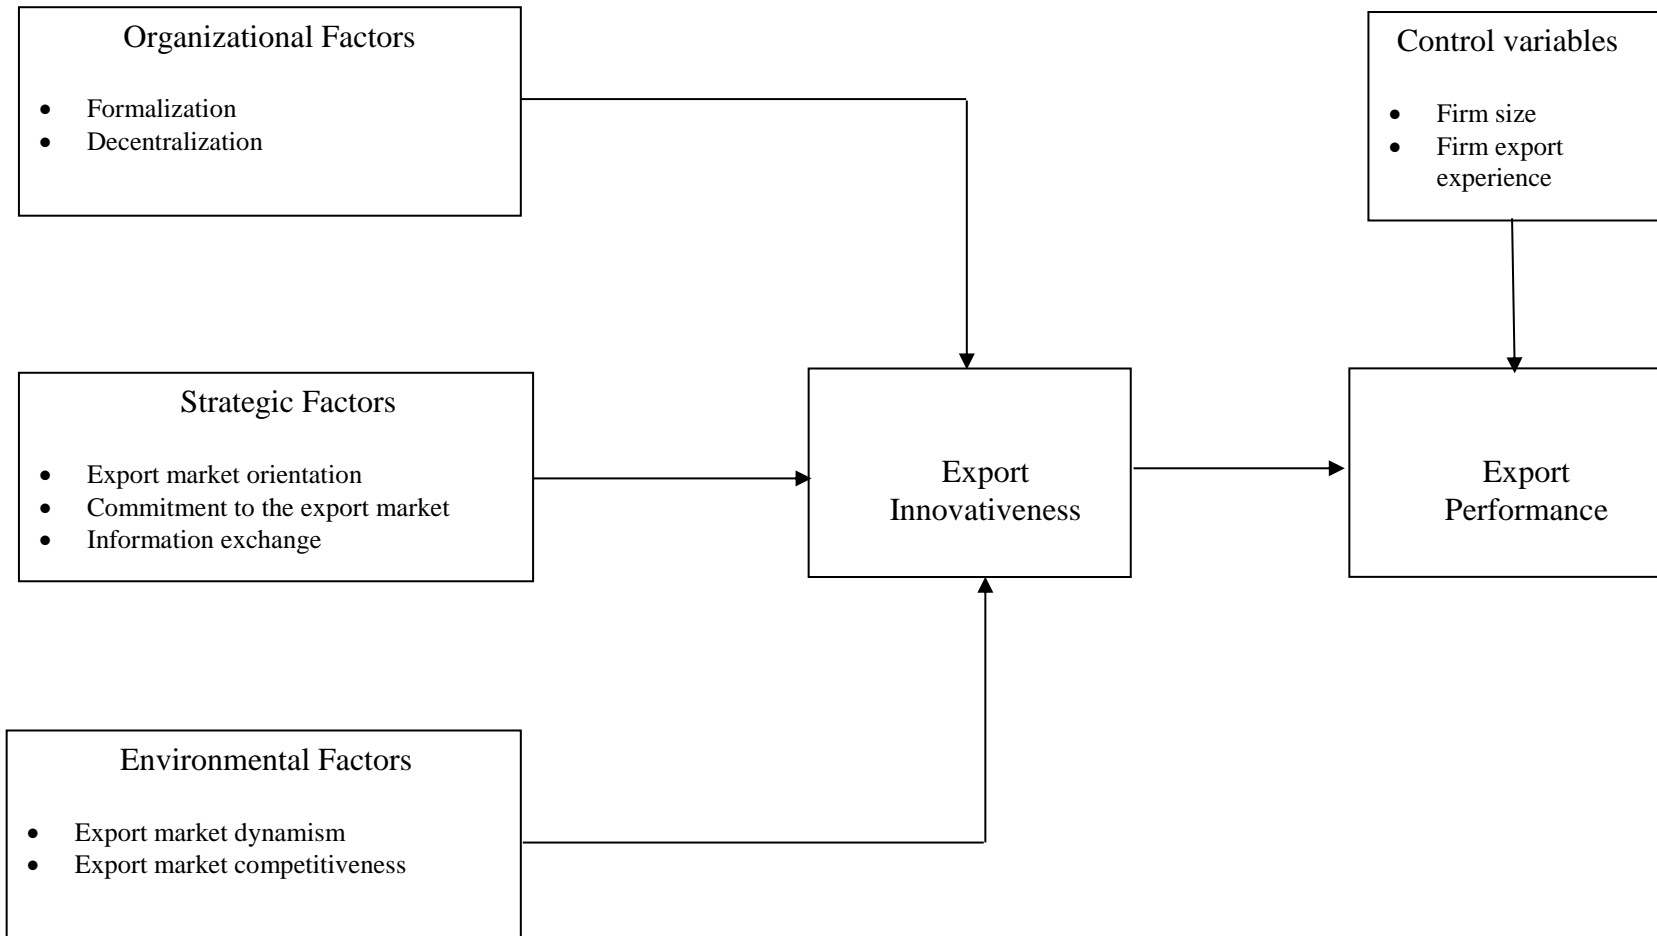 Organizational Factors
• Formalization
• Decentralization
Control variables
• Firm size
• Firm export
experience
Strategic Factors
• Export market orientation
• Commitment to the export market
• Information exchange
Export
Innovativeness
Export
Performance
Environmental Factors
• Export market dynamism
• Export market competitiveness